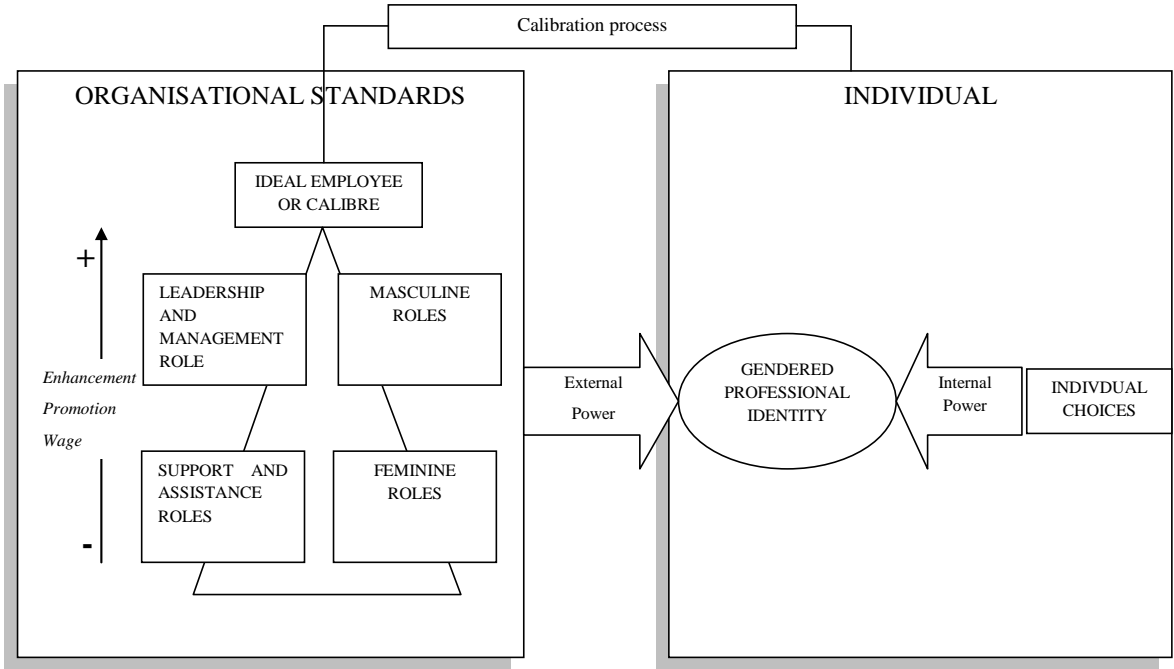 Calibration process
ORGANISATIONAL STANDARDS
INDIVIDUAL
IDEAL EMPLOYEE
OR CALIBRE
+
LEADERSHIP
AND
MANAGEMENT
ROLE
MASCULINE
ROLES
Enhancement
Promotion
Wage
External
Power
GENDERED
PROFESSIONAL
IDENTITY
Internal
Power
INDIVDUAL
CHOICES
SUPPORT AND
ASSISTANCE
ROLES
FEMININE
ROLES
-